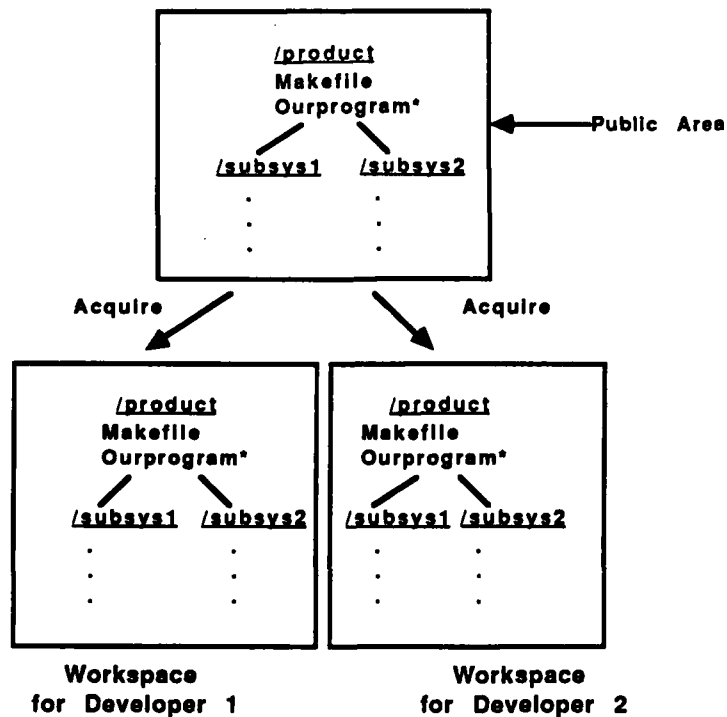 /product
Makefile
Ourprogram*
Public Area
/subsys1 /subsys2
Acquire Acquire
/product
Makefile
Ourprogram*
/subsys1 /subsys2
/product
Makefile
Ourprogram*
/subsys1 /subsys2
Workspace
for Developer 1
Workspace
for Developer 2